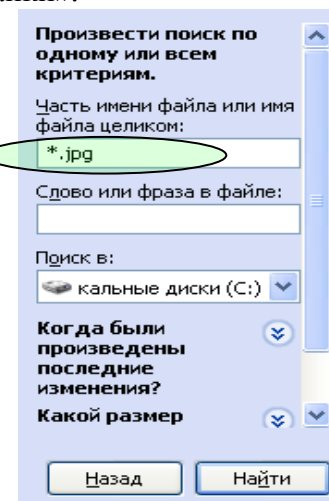 Произвести поиск по
одному или всем
критериям.
Часть имени файла или имя
файла целиком:
*.jpg
Слово или фраза в файле:
Поиск в:
кальные диски (C:)
Когда были
произведены
последние
изменения?
Какой размер
Назад Найти